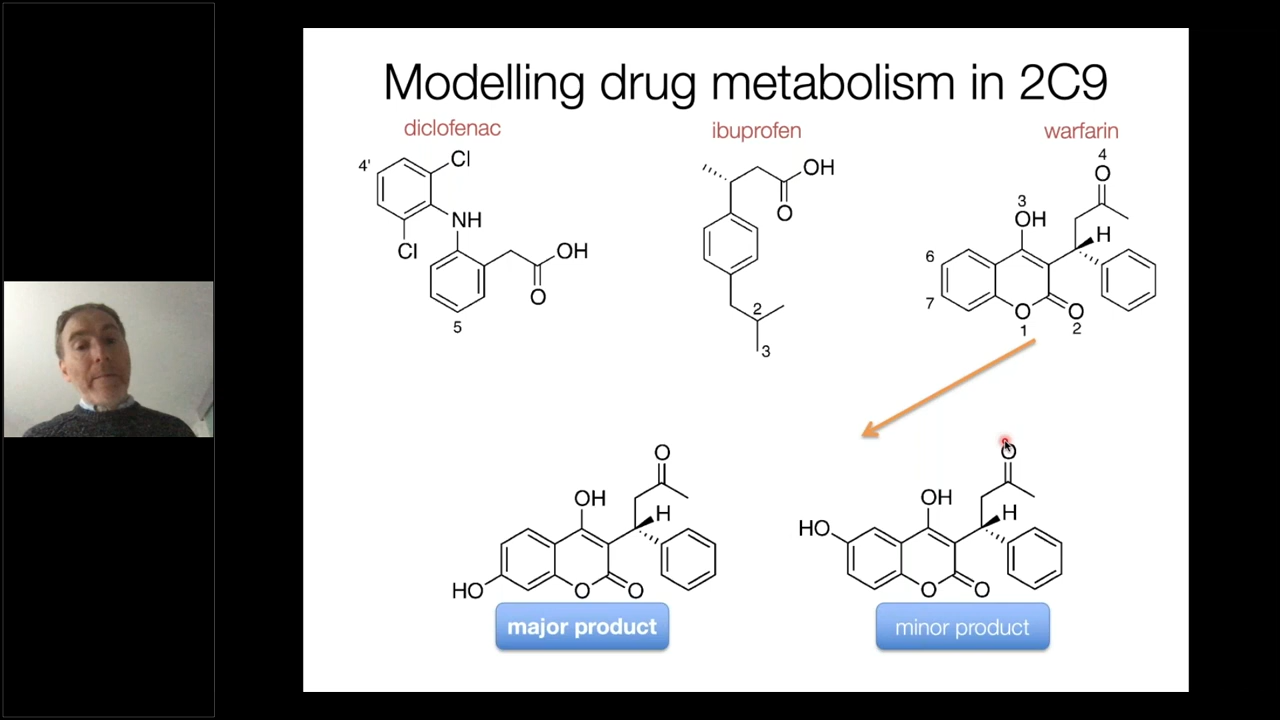 Modelling drug metabolism in 2C9
diclofenac
ibuprofen
warfarin
4'
Cl
NH
Cl
OH
O
5
OH
O
2
3
4
O
3
OH
H
6
7
O
O
1
2
O
OH
H
HO
O
O
major product
O
OH
H
HO
O
O
minor product